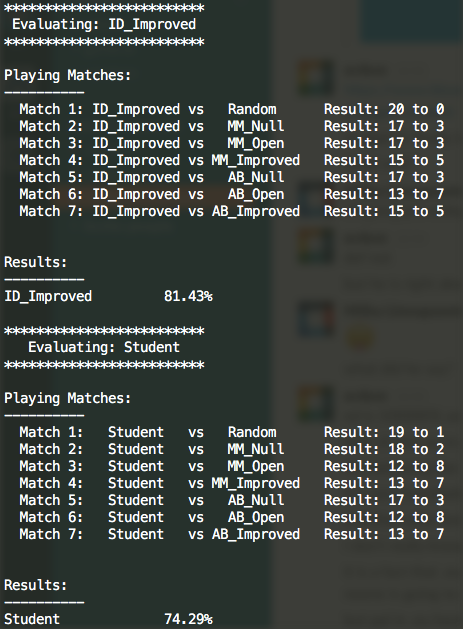 *************************
Evaluating: ID_Improved
*************************
Playing Matches:
----------
Match 1: ID_Improved vs Random Result: 20 to 0
Match 2: ID_Improved vs MM_Null Result: 17 to 3
Match 3: ID_Improved vs MM_Open Result: 17 to 3
Match 4: ID_Improved vs MM_Improved Result: 15 to 5
Match 5: ID_Improved vs AB_Null Result: 17 to 3
Match 6: ID_Improved vs AB_Open Result: 13 to 7
Match 7: ID_Improved vs AB_Improved Result: 15 to 5
Results:
----------
ID_Improved 81.43%
*************************
Evaluating: Student
*************************
Playing Matches:
----------
Match 1: Student vs Random Result: 19 to 1
Match 2: Student vs MM_Null Result: 18 to 2
Match 3: Student vs MM_Open Result: 12 to 8
Match 4: Student vs MM_Improved Result: 13 to 7
Match 5: Student vs AB_Null Result: 17 to 3
Match 6: Student vs AB_Open Result: 12 to 8
Match 7: Student vs AB_Improved Result: 13 to 7
Results:
----------
Student 74.29%